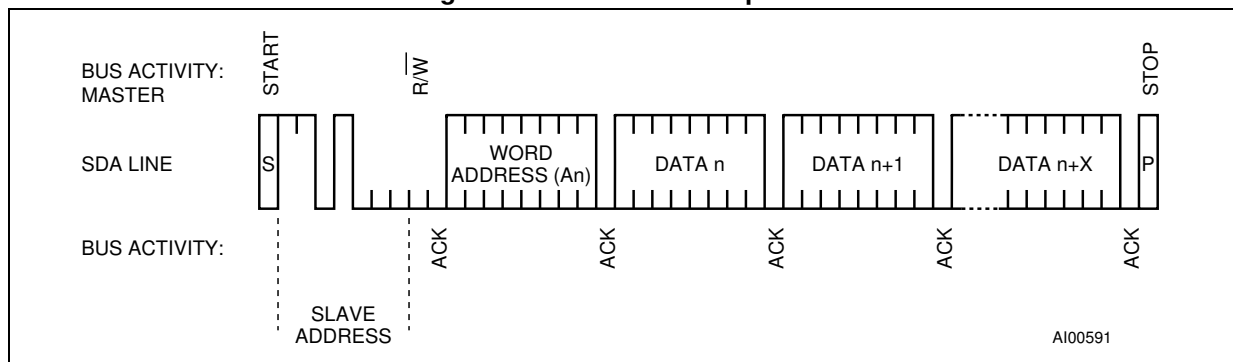 START
R/W
STOP
BUS ACTIVITY:
MASTER
SDA LINE
S
WORD
ADDRESS (An)
DATA n
DATA n+1
DATA n+X
P
BUS ACTIVITY:
ACK
ACK
ACK
ACK
ACK
SLAVE
ADDRESS
AI00591